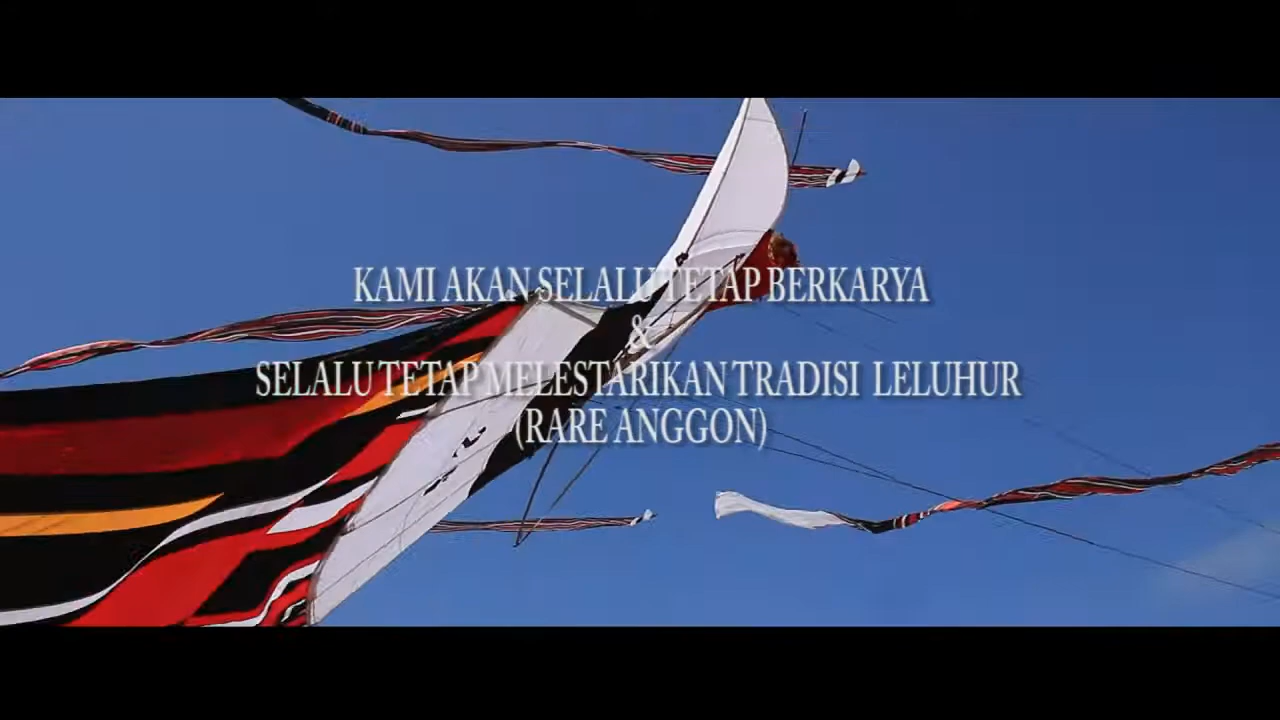 KAMI AKAN SELALU TETAP BERKARYA
&
SELALU TETAP MELESTARIKAN TRADISI LELUHUR
(RARE ANGGON)